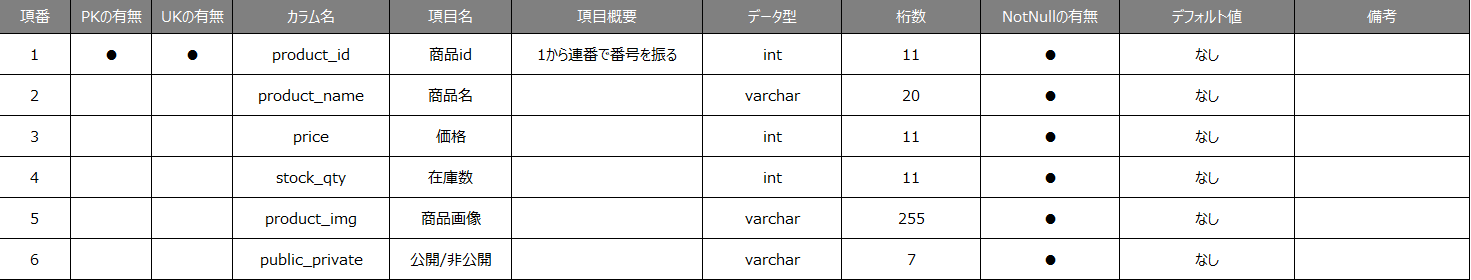 項番 PKの有無 UKの有無 カラム名 項目名 項目概要 データ型 桁数 NotNullの有無 デフォルト値 備考
1 ● ● product_id 商品id 1から連番で番号を振る int 11 ● なし
2 product_name 商品名 varchar 20 ● なし
3 price 価格 int 11 ● なし
4 stock_qty 在庫数 int 11 ● なし
5 product_img 商品画像 varchar 255 ● なし
6 public_private 公開/非公開 varchar 7 ● なし